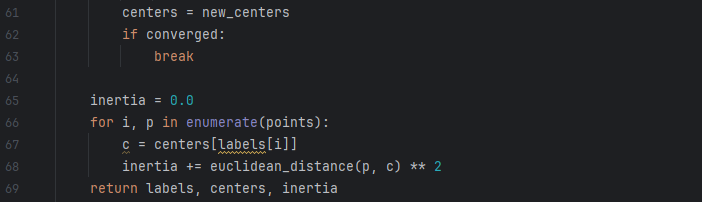 61 centers = new_centers
62 if converged:
63 break
64
65 inertia = 0.0
66 for i, p in enumerate(points):
67 c = centers[labels[i]]
68 inertia += euclidean_distance(p, c) ** 2
69 return labels, centers, inertia